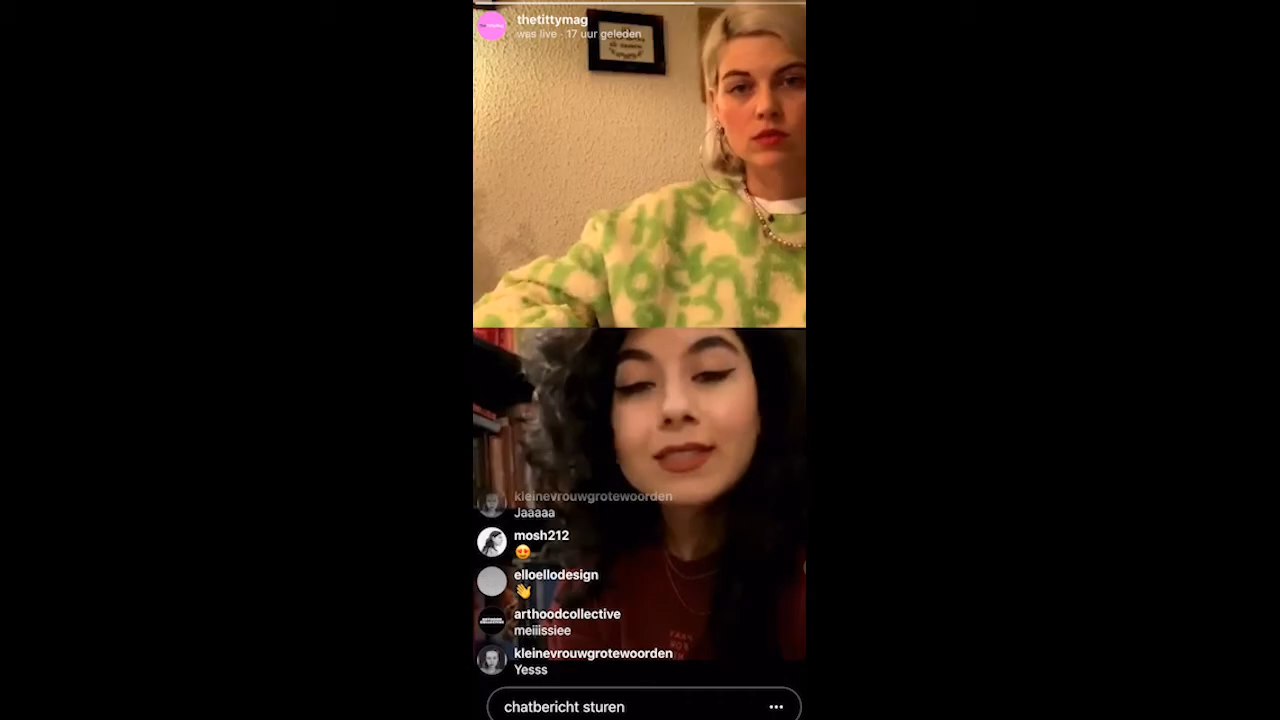 thetittymag
was live · 17 uur geleden
kleinevrouwgrotewoorden
Jaaaaa
mosh212
😍
elloellodesign
👋
arthoodcollective
meiiissiee
kleinevrouwgrotewoorden
Yesss
chatbericht sturen